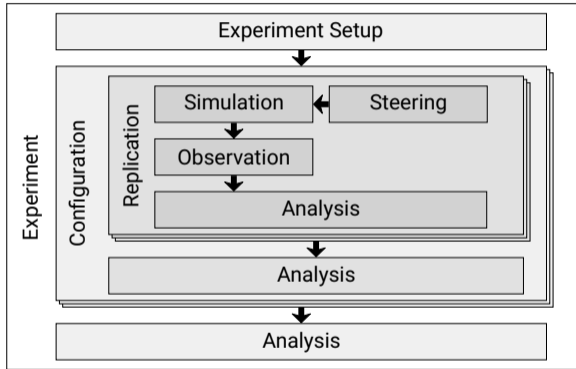 Experiment Setup
Experiment
Configuration
Replication
Simulation
Steering
Observation
Analysis
Analysis
Analysis